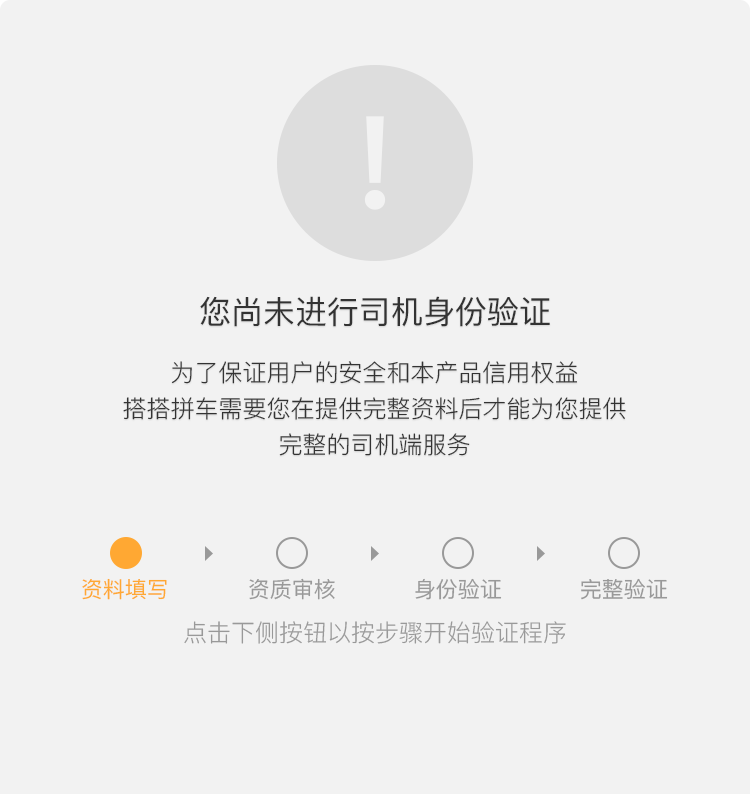 您尚未进行司机身份验证
为了保证用户的安全和本产品信用权益
搭搭拼车需要您在提供完整资料后才能为您提供
完整的司机端服务
资料填写 资质审核 身份验证 完整验证
点击下侧按钮以按步骤开始验证程序